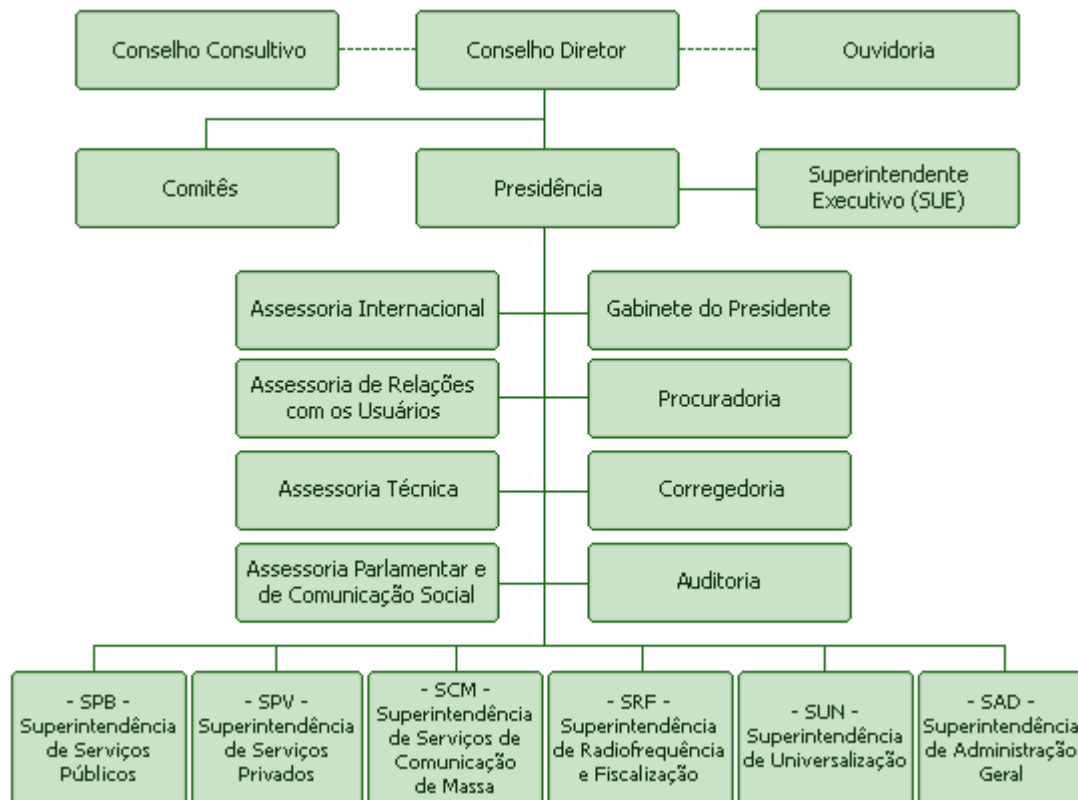 Conselho Consultivo
Conselho Diretor
Ouvidoria
Comitês
Presidência
Superintendente
Executivo (SUE)
Assessoria Internacional
Gabinete do Presidente
Assessoria de Relações
com os Usuários
Procuradoria
Assessoria Técnica
Corregedoria
Assessoria Parlamentar e
de Comunicação Social
Auditoria
- SPB -
Superintendência
de Serviços
Públicos
- SPV -
Superintendência
de Serviços
Privados
- SCM -
Superintendência
de Serviços de
Comunicação
de Massa
- SRF -
Superintendência
de Radiofrequência
e Fiscalização
- SUN -
Superintendência
de Universalização
- SAD -
Superintendência
de Administração
Geral